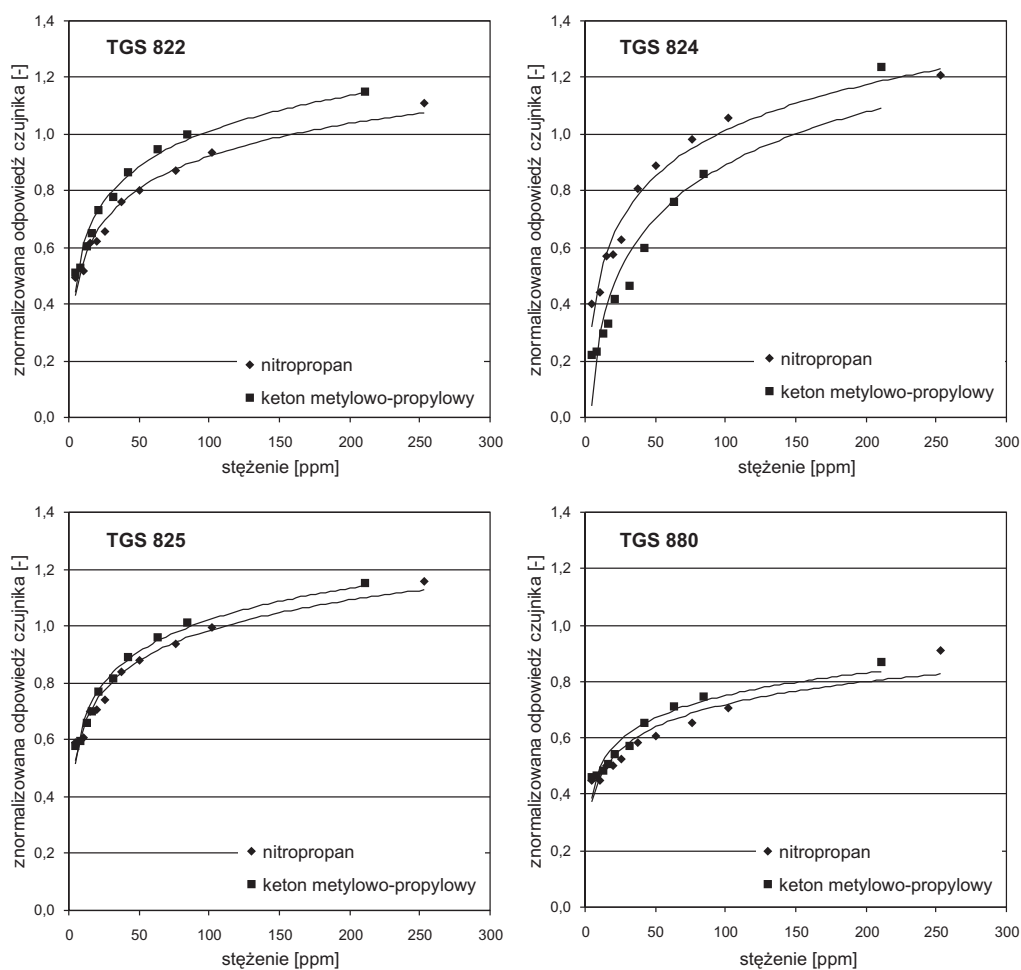 TGS 822
znormalizowana odpowiedź czujnika [-]
1,4
1,2
1,0
0,8
0,6
0,4
0,2
0,0
nitropropan
keton metylowo-propylowy
0 50 100 150 200 250 300
stężenie [ppm]
TGS 824
znormalizowana odpowiedź czujnika [-]
1,4
1,2
1,0
0,8
0,6
0,4
0,2
0,0
nitropropan
keton metylowo-propylowy
0 50 100 150 200 250 300
stężenie [ppm]
TGS 825
znormalizowana odpowiedź czujnika [-]
1,4
1,2
1,0
0,8
0,6
0,4
0,2
0,0
nitropropan
keton metylowo-propylowy
0 50 100 150 200 250 300
stężenie [ppm]
TGS 880
znormalizowana odpowiedź czujnika [-]
1,4
1,2
1,0
0,8
0,6
0,4
0,2
0,0
nitropropan
keton metylowo-propylowy
0 50 100 150 200 250 300
stężenie [ppm]